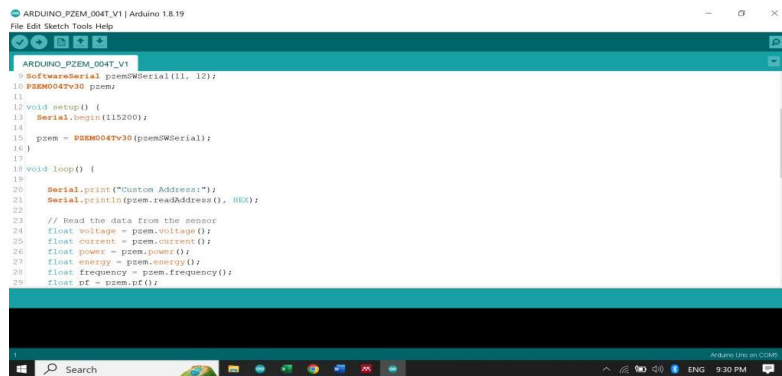 ARDUINO_PZEM_004T_V1 | Arduino 1.8.19
File Edit Sketch Tools Help
ARDUINO_PZEM_004T_V1
9 SoftwareSerial pzemSWSerial(11, 12);
10 PZEM004Tv30 pzem;
11
12 void setup() {
13 Serial.begin(115200);
14
15 pzem = PZEM004Tv30(pzemSWSerial);
16 }
17
18 void loop() {
19
20 Serial.print("Custom Address:");
21 Serial.println(pzem.readAddress(), HEX);
22
23 // Read the data from the sensor
24 float voltage = pzem.voltage();
25 float current = pzem.current();
26 float power = pzem.power();
27 float energy = pzem.energy();
28 float frequency = pzem.frequency();
29 float pf = pzem.pf();
1 Arduino Uno on COM5
Search ENG 9:30 PM